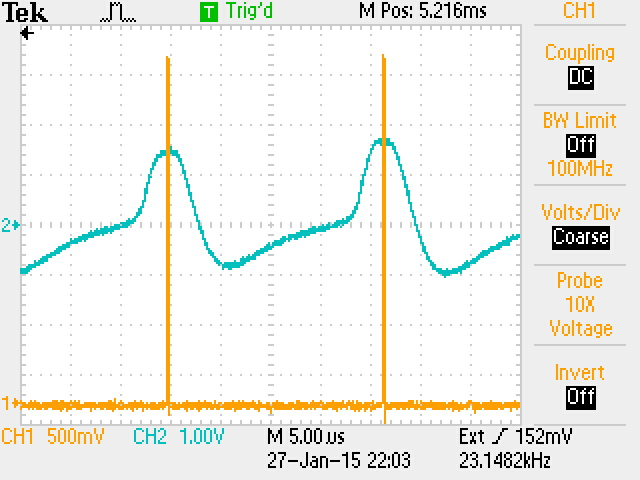 Tek T Trig'd M Pos: 5.216ms CH1
Coupling
DC
BW Limit
Off
100MHz
2
Volts/Div
Coarse
Probe
10X
Voltage
Invert
Off
1
CH1 500mV CH2 1.00V M 5.00us Ext 152mV
27-Jan-15 22:03 23.1482kHz